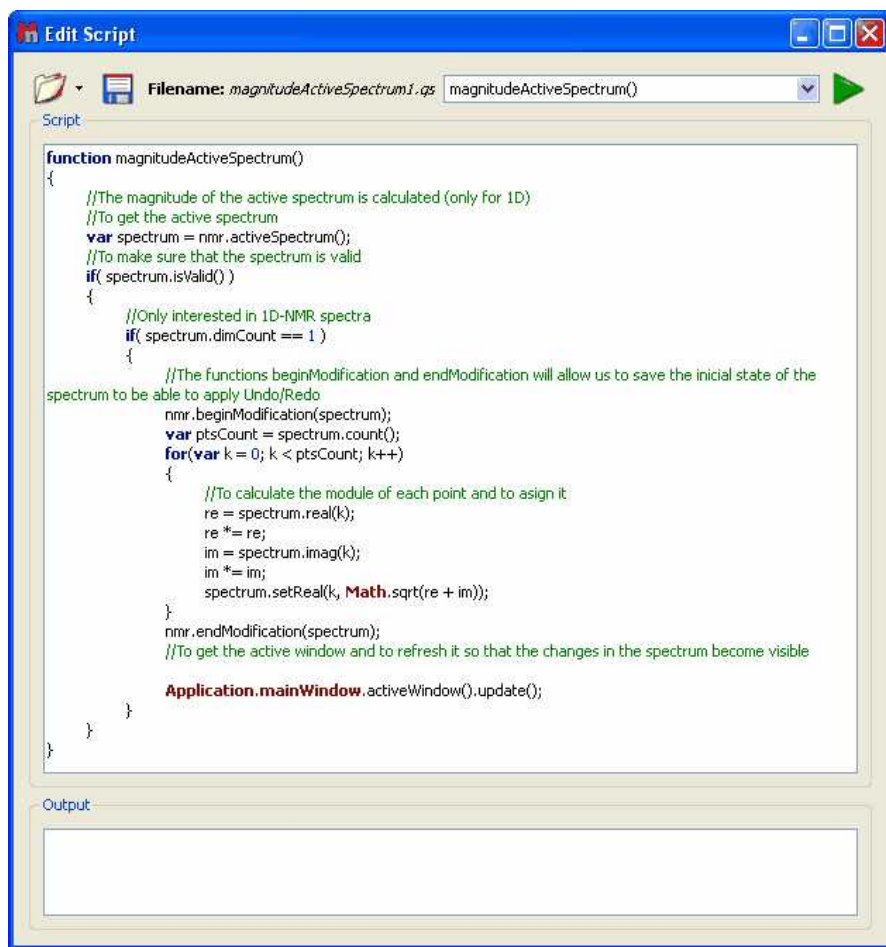 Edit Script
Filename: magnitudeActiveSpectrum1.qs magnitudeActiveSpectrum()
Script
function magnitudeActiveSpectrum()
{
//The magnitude of the active spectrum is calculated (only for 1D)
//To get the active spectrum
var spectrum = nmr.activeSpectrum();
//To make sure that the spectrum is valid
if( spectrum.isValid() )
{
//Only interested in 1D-NMR spectra
if( spectrum.dimCount == 1 )
{
//The functions beginModification and endModification will allow us to save the inicial state of the
spectrum to be able to apply Undo/Redo
nmr.beginModification(spectrum);
var ptsCount = spectrum.count();
for(var k = 0; k < ptsCount; k++)
{
//To calculate the module of each point and to asign it
re = spectrum.real(k);
re *= re;
im = spectrum.imag(k);
im *= im;
spectrum.setReal(k, Math.sqrt(re + im));
}
nmr.endModification(spectrum);
//To get the active window and to refresh it so that the changes in the spectrum become visible
Application.mainWindow.activeWindow().update();
}
}
}
Output